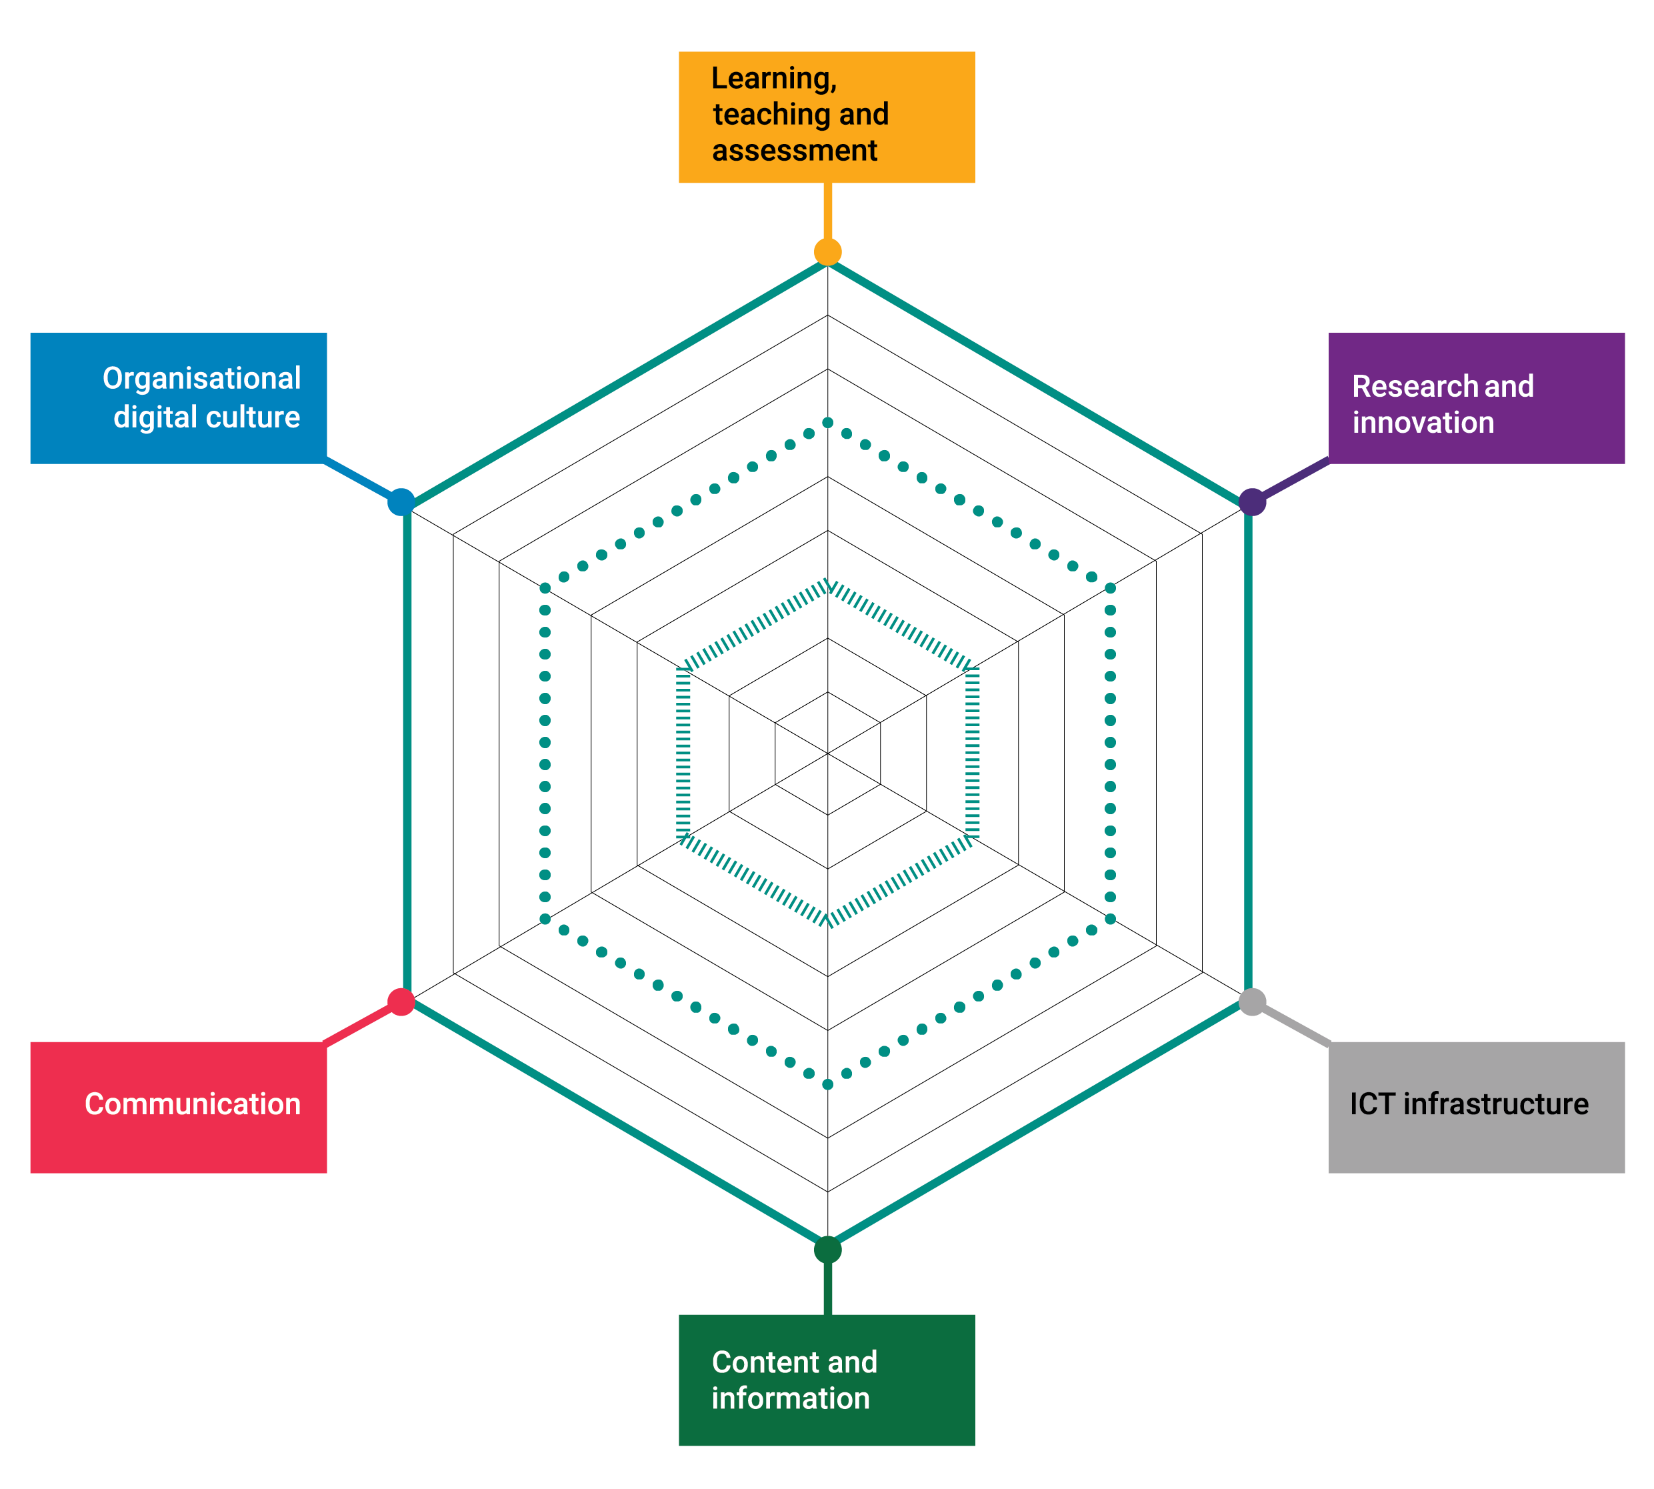 Learning,
teaching and
assessment
Organisational
digital culture
Research and
innovation
Communication
ICT infrastructure
Content and
information